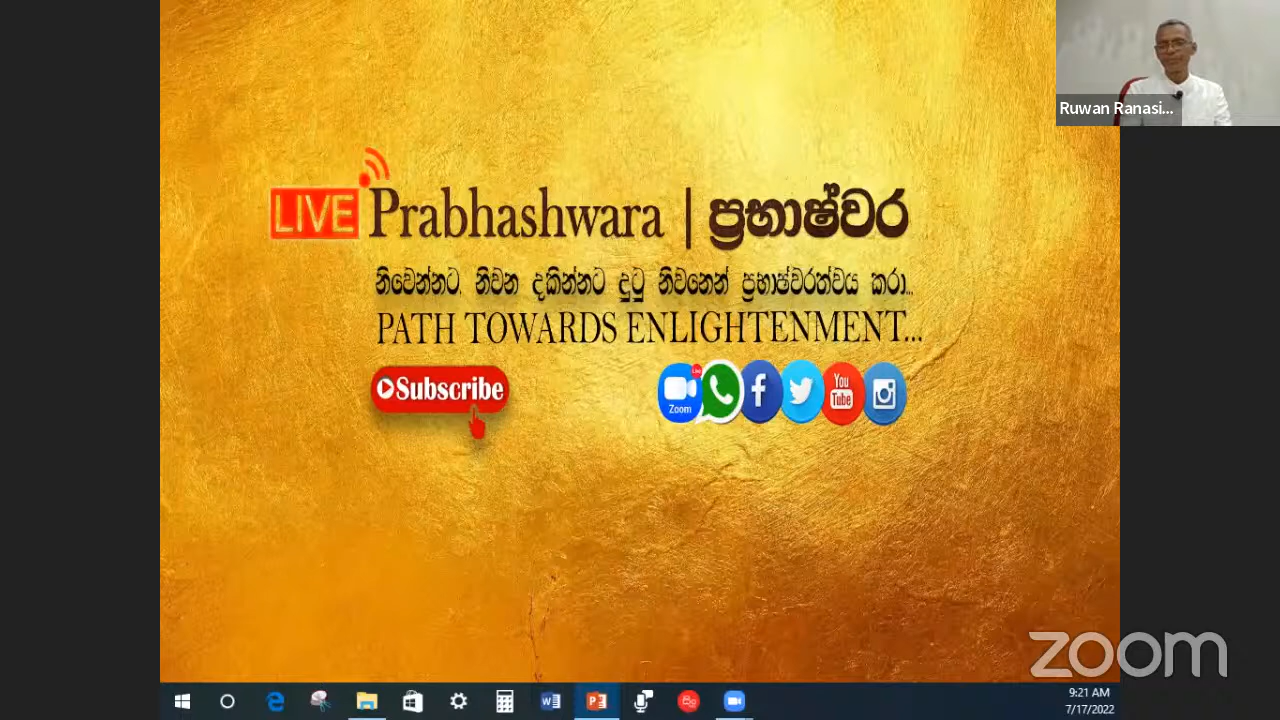 Ruwan Ranasi...
LIVE Prabhashwara | ප්‍රභාෂ්වර
නිවෙන්නට, නිවන දකින්නට දුටු නිවනෙන් ප්‍රභාෂ්වරත්වය කරා...
PATH TOWARDS ENLIGHTENMENT...
Subscribe
Zoom
You
Tube
zoom
9:21 AM
7/17/2022